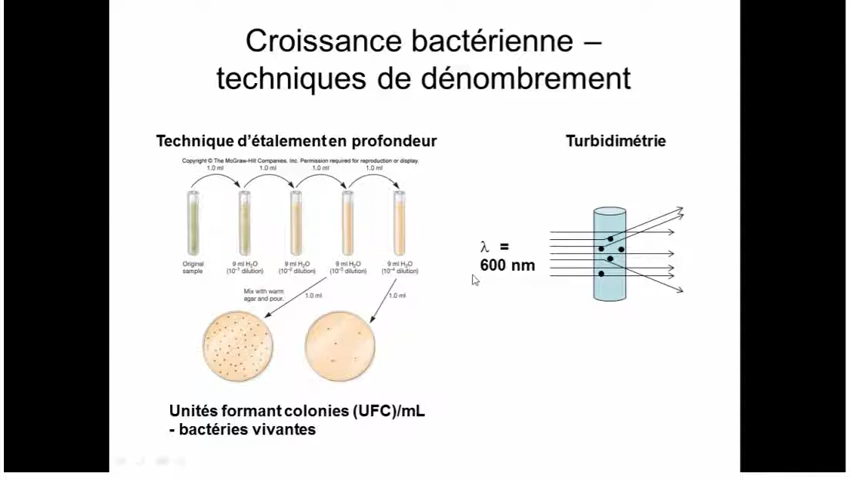 Croissance bactérienne –
techniques de dénombrement
Technique d'étalement en profondeur
Copyright © The McGraw-Hill Companies, Inc. Permission required for reproduction or display.
1.0 ml 1.0 ml 1.0 ml 1.0 ml
Original
sample
9 ml H₂O
(10⁻¹ dilution)
9 ml H₂O
(10⁻² dilution)
9 ml H₂O
(10⁻³ dilution)
9 ml H₂O
(10⁻⁴ dilution)
Mix with warm
agar and pour.
1.0 ml
1.0 ml
Unités formant colonies (UFC)/mL
- bactéries vivantes
Turbidimétrie
λ =
600 nm